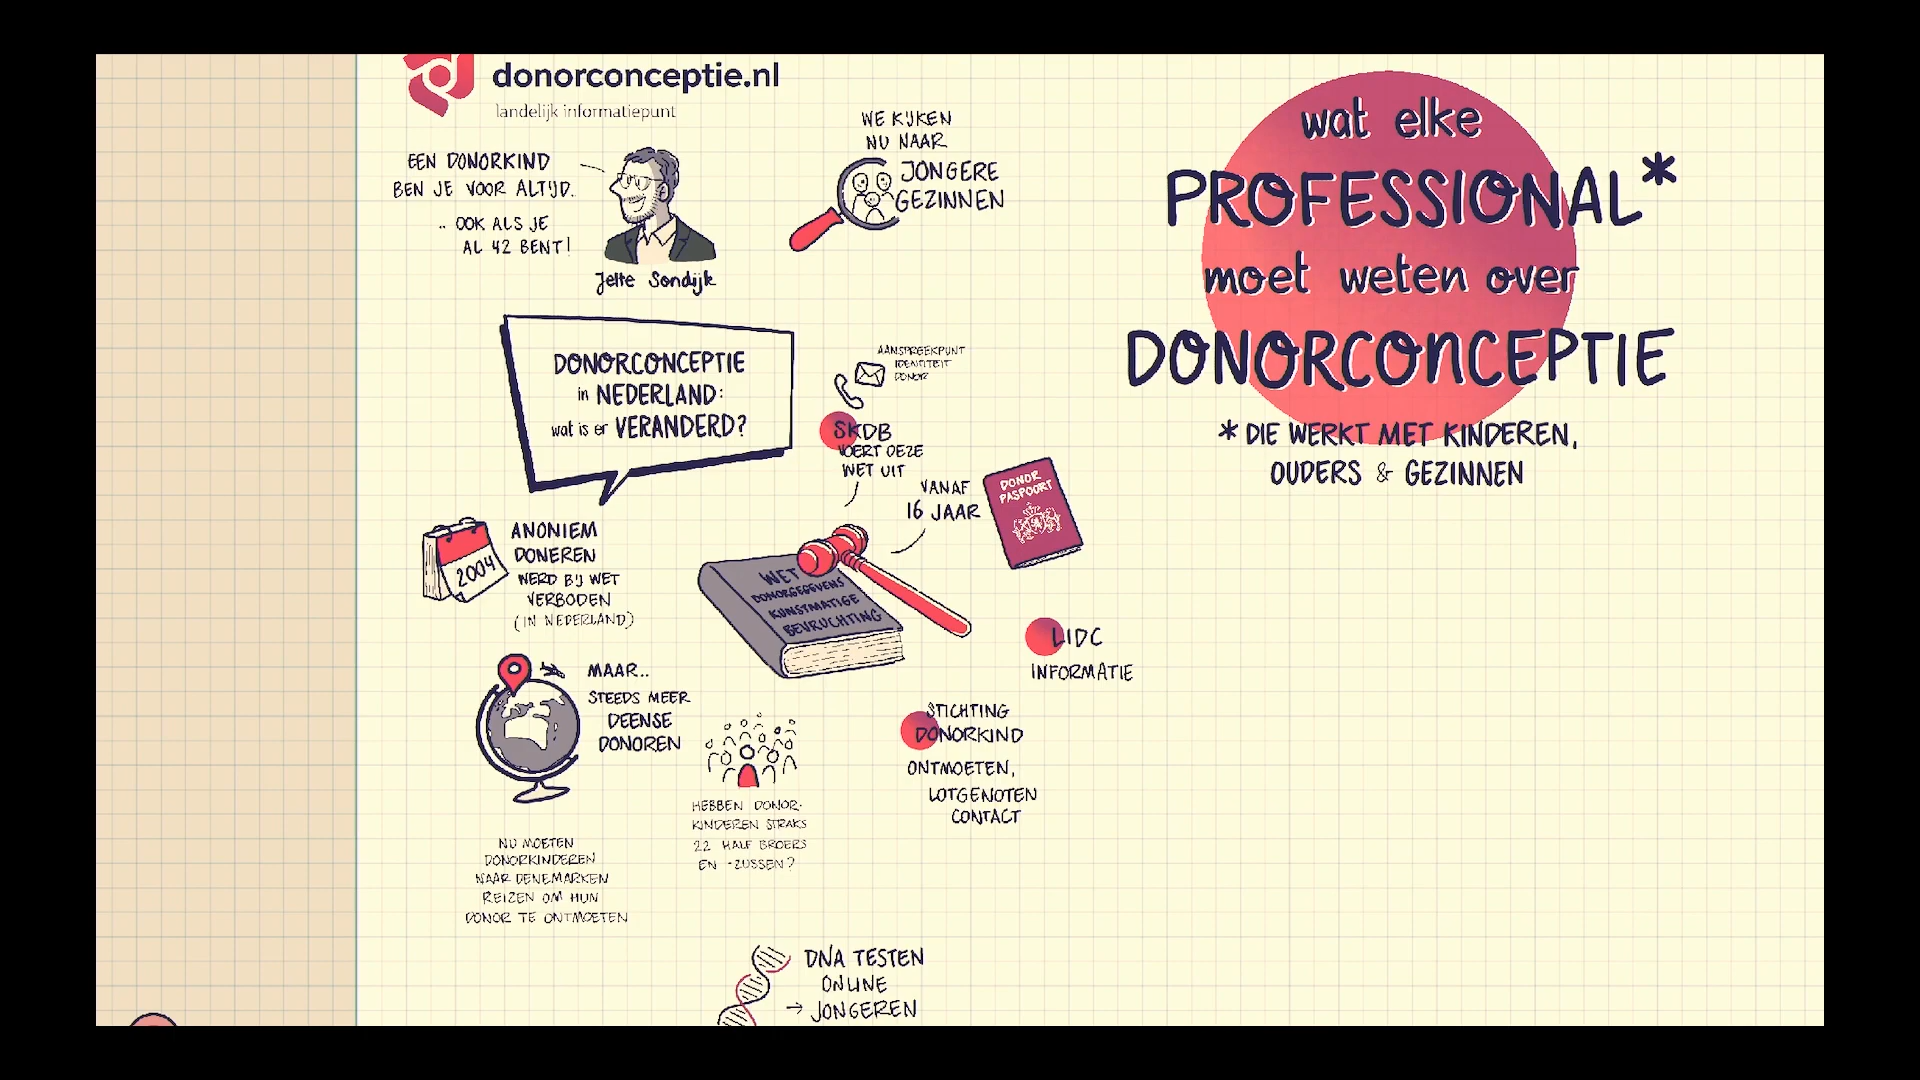 donorconceptie.nl
landelijk informatiepunt
EEN DONORKIND
BEN JE VOOR ALTIJD..
.. OOK ALS JE
AL 42 BENT!
Jelte Sondijk
WE KIJKEN
NU NAAR
JONGERE
GEZINNEN
wat elke
PROFESSIONAL*
moet weten over
DONORCONCEPTIE
* DIE WERKT MET KINDEREN,
OUDERS & GEZINNEN
DONORCONCEPTIE
in NEDERLAND:
wat is er VERANDERD?
AANSPREEKPUNT
IDENTITEIT
DONOR
SKDB
VOERT DEZE
WET UIT
VANAF
16 JAAR
DONOR
PASPOORT
2004
ANONIEM
DONEREN
WERD BIJ WET
VERBODEN
(IN NEDERLAND)
WET
DONORGEGEVENS
KUNSTMATIGE
BEVRUCHTING
LIDC
INFORMATIE
MAAR..
STEEDS MEER
DEENSE
DONOREN
STICHTING
DONORKIND
ONTMOETEN,
LOTGENOTEN
CONTACT
HEBBEN DONOR-
KINDEREN STRAKS
22 HALF BROERS
EN -ZUSSEN?
NU MOETEN
DONORKINDEREN
NAAR DENEMARKEN
REIZEN OM HUN
DONOR TE ONTMOETEN
DNA TESTEN
ONLINE
→ JONGEREN